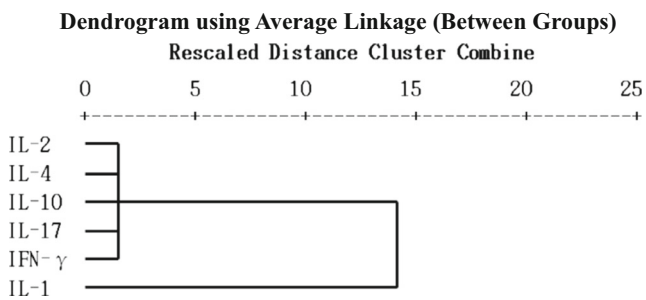 Dendrogram using Average Linkage (Between Groups)
Rescaled Distance Cluster Combine
0 5 10 15 20 25
IL-2
IL-4
IL-10
IL-17
IFN-γ
IL-1